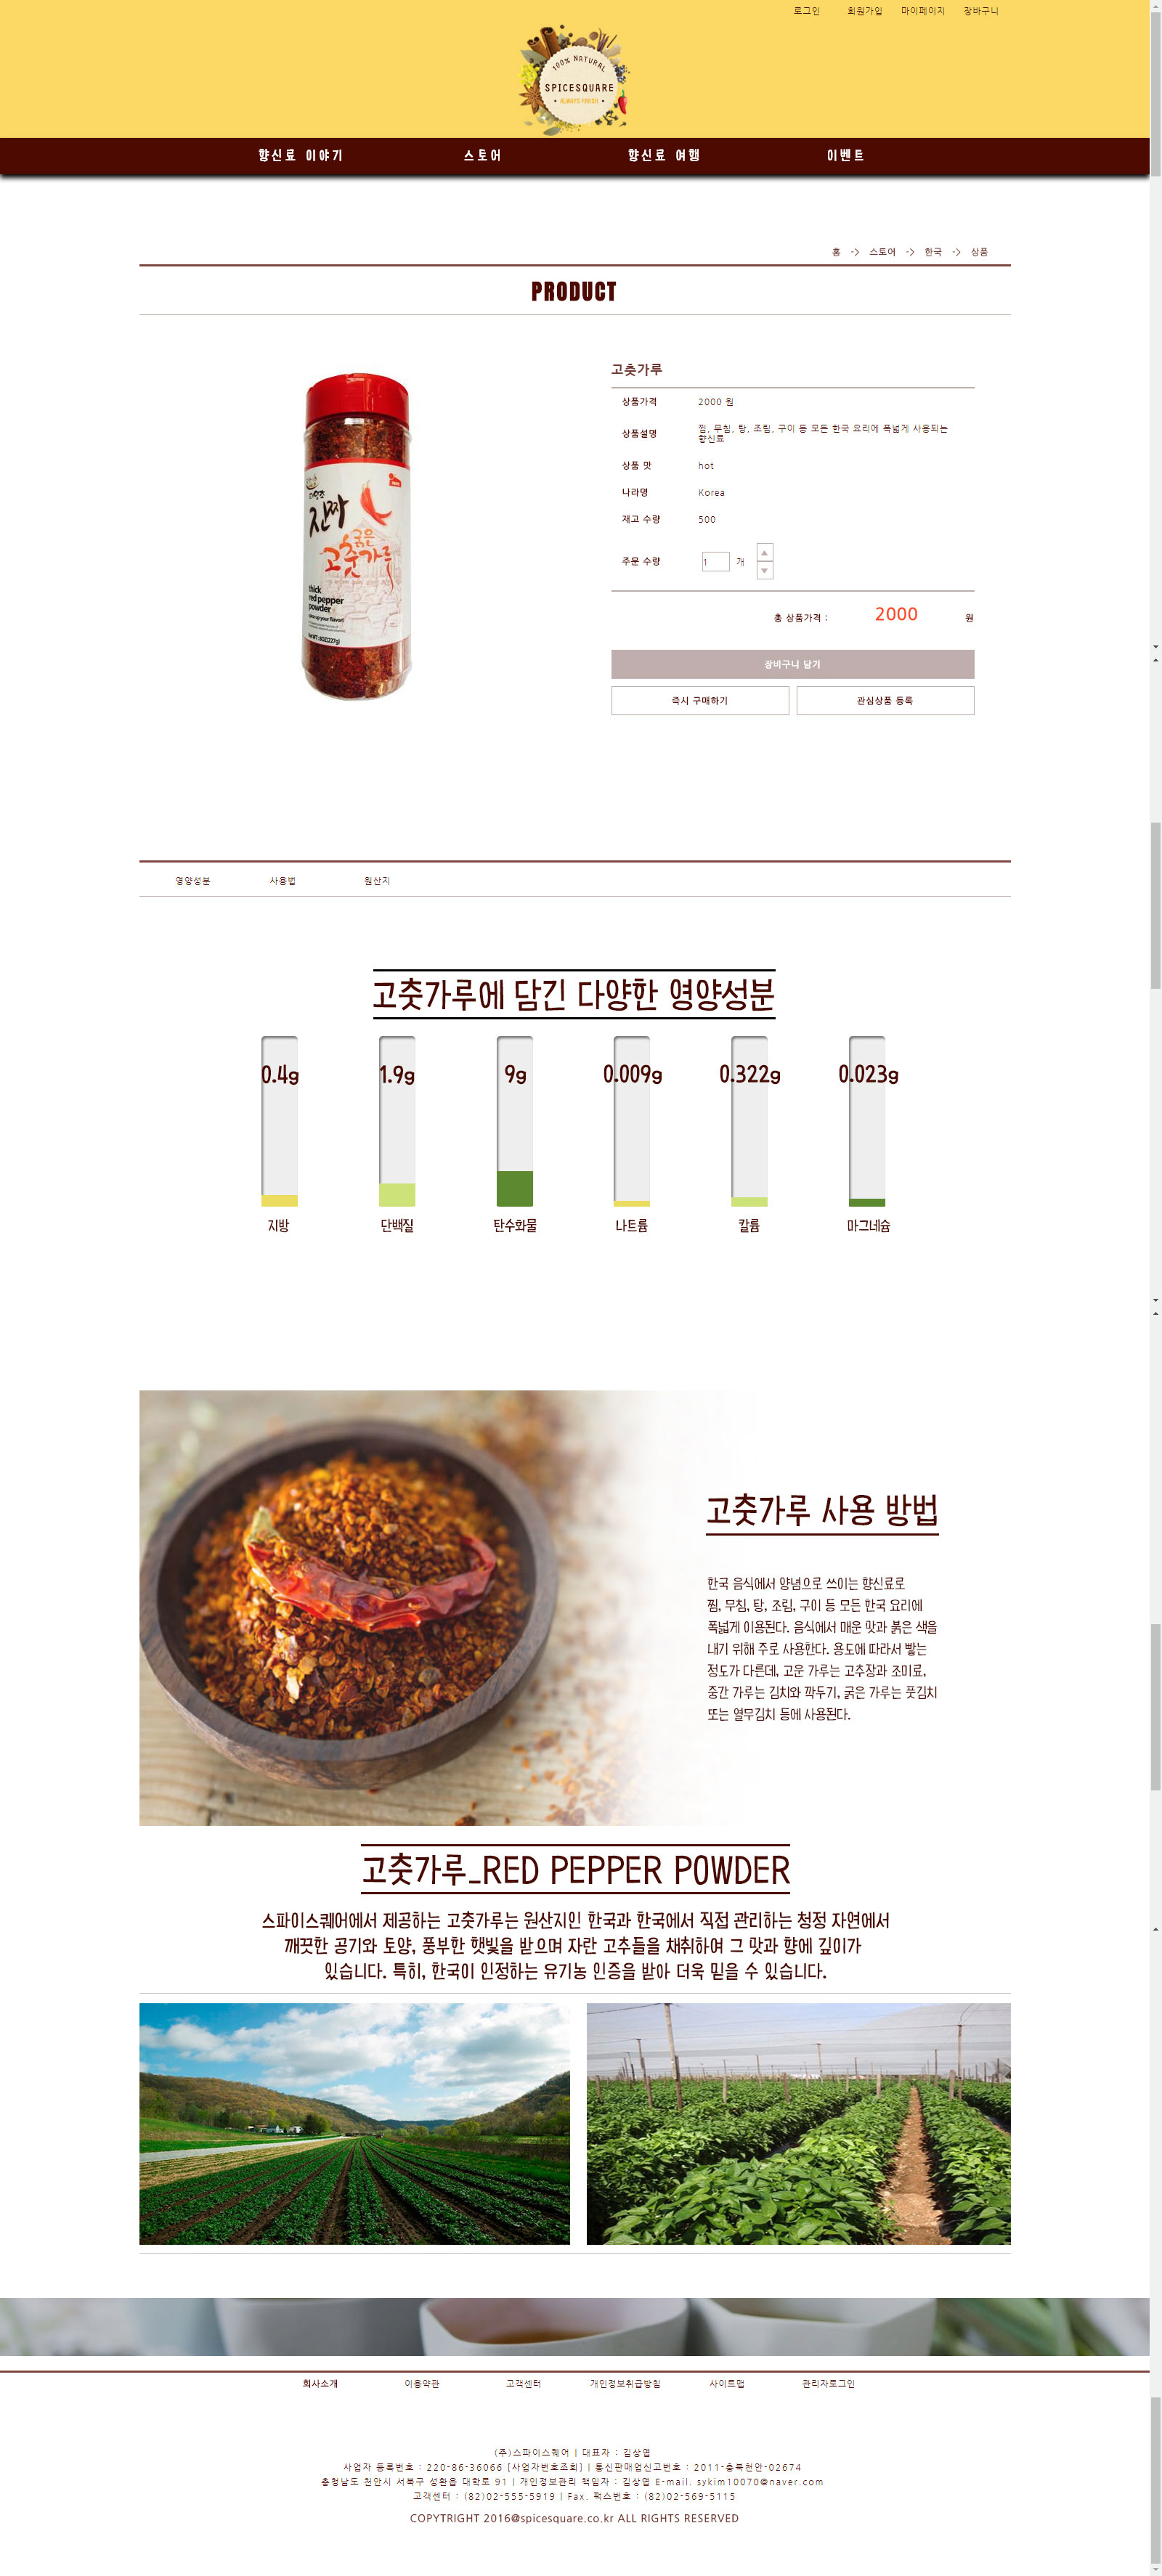 로그인 회원가입 마이페이지 장바구니
100% NATURAL
SPICESQUARE
• ALWAYS FRESH •
향신료 이야기 스토어 향신료 여행 이벤트
홈 -> 스토어 -> 한국 -> 상품
PRODUCT
고춧가루
상품가격 2000 원
상품설명 찜, 무침, 탕, 조림, 구이 등 모든 한국 요리에 폭넓게 사용되는
향신료
상품 맛 hot
나라명 Korea
재고 수량 500
주문 수량 1 개
총 상품가격 : 2000 원
장바구니 담기
즉시 구매하기 관심상품 등록
진짜
굵은
고춧가루
thick
red pepper
powder
영양성분 사용법 원산지
고춧가루에 담긴 다양한 영양성분
0.4g 1.9g 9g 0.009g 0.322g 0.023g
지방 단백질 탄수화물 나트륨 칼륨 마그네슘
고춧가루 사용 방법
한국 음식에서 양념으로 쓰이는 향신료로
찜, 무침, 탕, 조림, 구이 등 모든 한국 요리에
폭넓게 이용된다. 음식에서 매운 맛과 붉은 색을
내기 위해 주로 사용한다. 용도에 따라서 빻는
정도가 다른데, 고운 가루는 고추장과 조미료,
중간 가루는 김치와 깍두기, 굵은 가루는 풋김치
또는 열무김치 등에 사용된다.
고춧가루_RED PEPPER POWDER
스파이스퀘어에서 제공하는 고춧가루는 원산지인 한국과 한국에서 직접 관리하는 청정 자연에서
깨끗한 공기와 토양, 풍부한 햇빛을 받으며 자란 고추들을 채취하여 그 맛과 향에 깊이가
있습니다. 특히, 한국이 인정하는 유기농 인증을 받아 더욱 믿을 수 있습니다.
회사소개 이용약관 고객센터 개인정보취급방침 사이트맵 관리자로그인
(주)스파이스퀘어 | 대표자 : 김상엽
사업자 등록번호 : 220-86-36066 [사업자번호조회] | 통신판매업신고번호 : 2011-충북천안-02674
충청남도 천안시 서북구 성환읍 대학로 91 | 개인정보관리 책임자 : 김상엽 E-mail. sykim10070@naver.com
고객센터 : (82)02-555-5919 | Fax. 팩스번호 : (82)02-569-5115
COPYTRIGHT 2016@spicesquare.co.kr ALL RIGHTS RESERVED